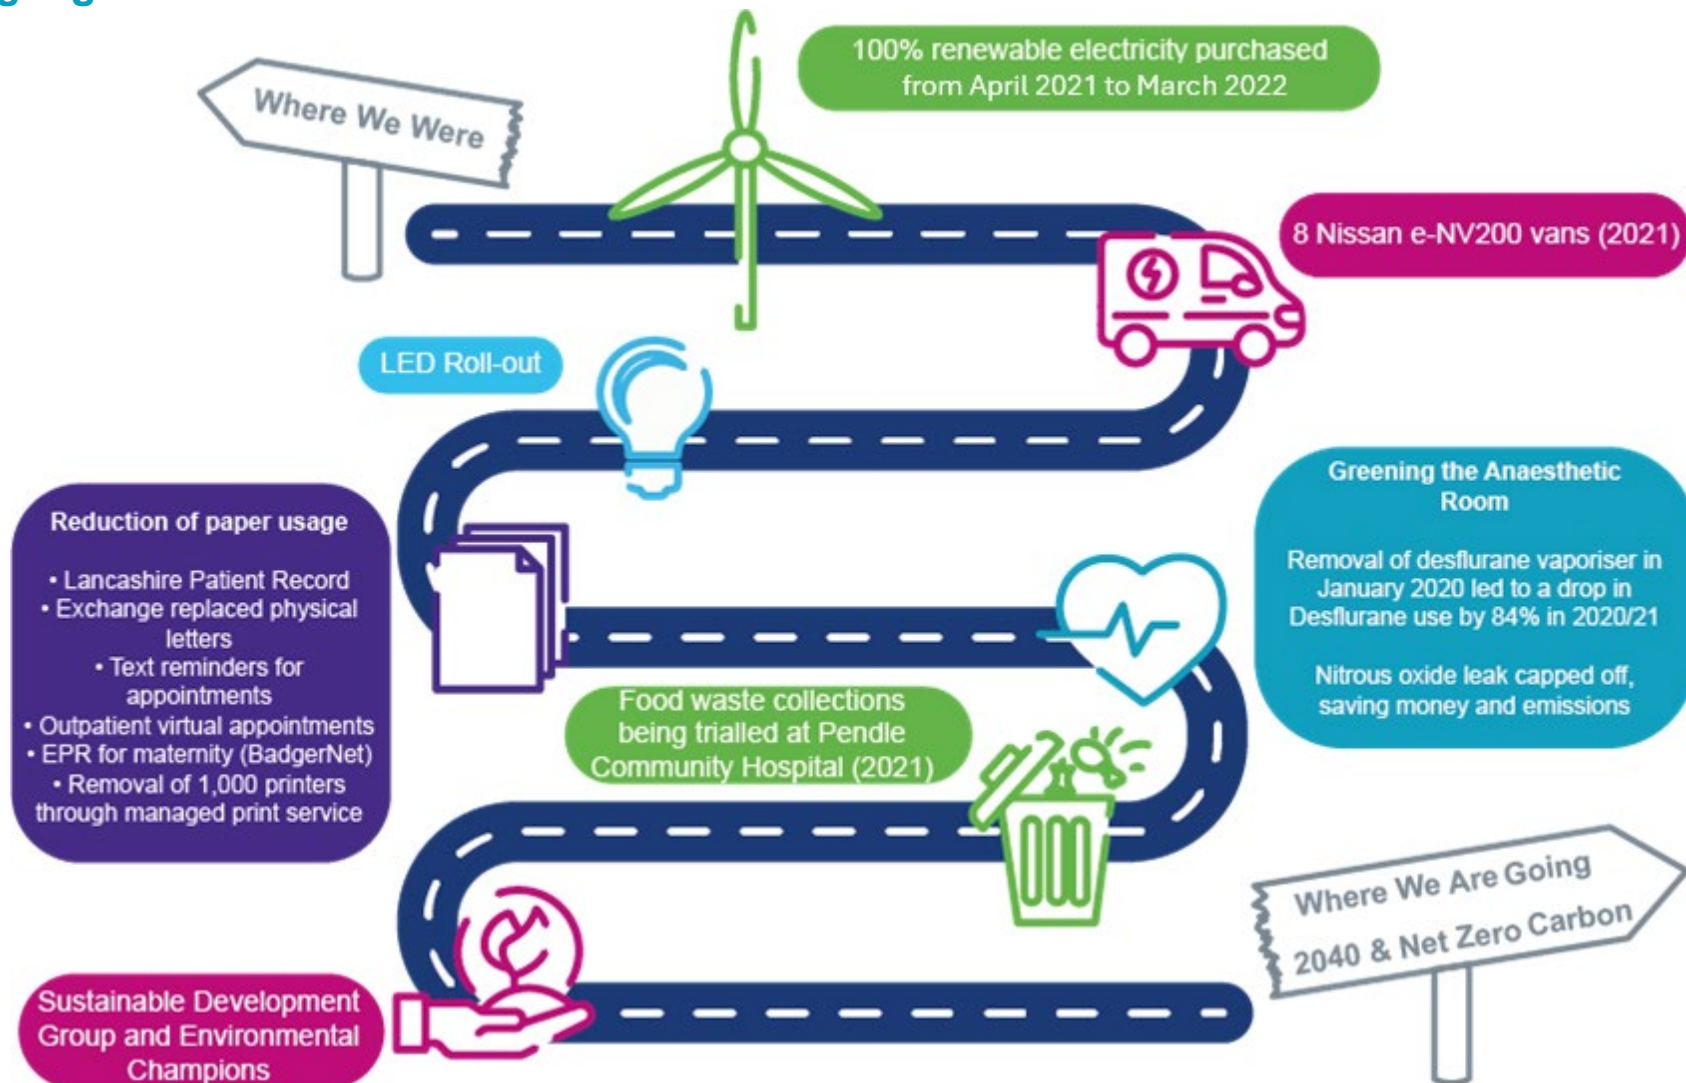 Where We Were
100% renewable electricity purchased
from April 2021 to March 2022
8 Nissan e-NV200 vans (2021)
LED Roll-out
Greening the Anaesthetic
Room
Removal of desflurane vaporiser in
January 2020 led to a drop in
Desflurane use by 84% in 2020/21
Nitrous oxide leak capped off,
saving money and emissions
Reduction of paper usage
• Lancashire Patient Record
• Exchange replaced physical
letters
• Text reminders for
appointments
• Outpatient virtual appointments
• EPR for maternity (BadgerNet)
• Removal of 1,000 printers
through managed print service
Food waste collections
being trialled at Pendle
Community Hospital (2021)
Sustainable Development
Group and Environmental
Champions
Where We Are Going
2040 & Net Zero Carbon